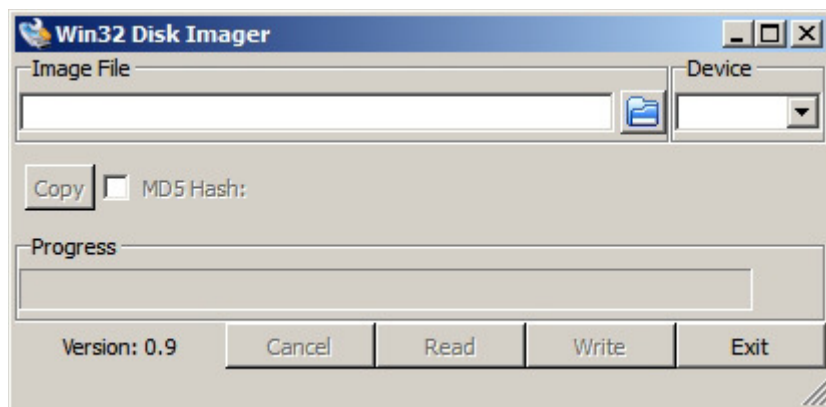 Win32 Disk Imager
Image File Device
Copy MD5 Hash:
Progress
Version: 0.9 Cancel Read Write Exit